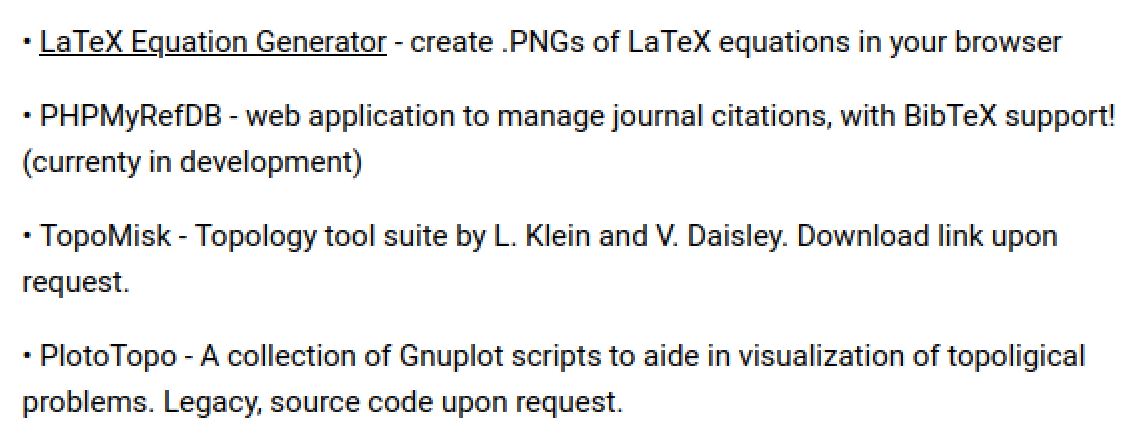 • LaTeX Equation Generator - create .PNGs of LaTeX equations in your browser
• PHPMyRefDB - web application to manage journal citations, with BibTeX support!
(currenty in development)
• TopoMisk - Topology tool suite by L. Klein and V. Daisley. Download link upon
request.
• PlotoTopo - A collection of Gnuplot scripts to aide in visualization of topoligical
problems. Legacy, source code upon request.